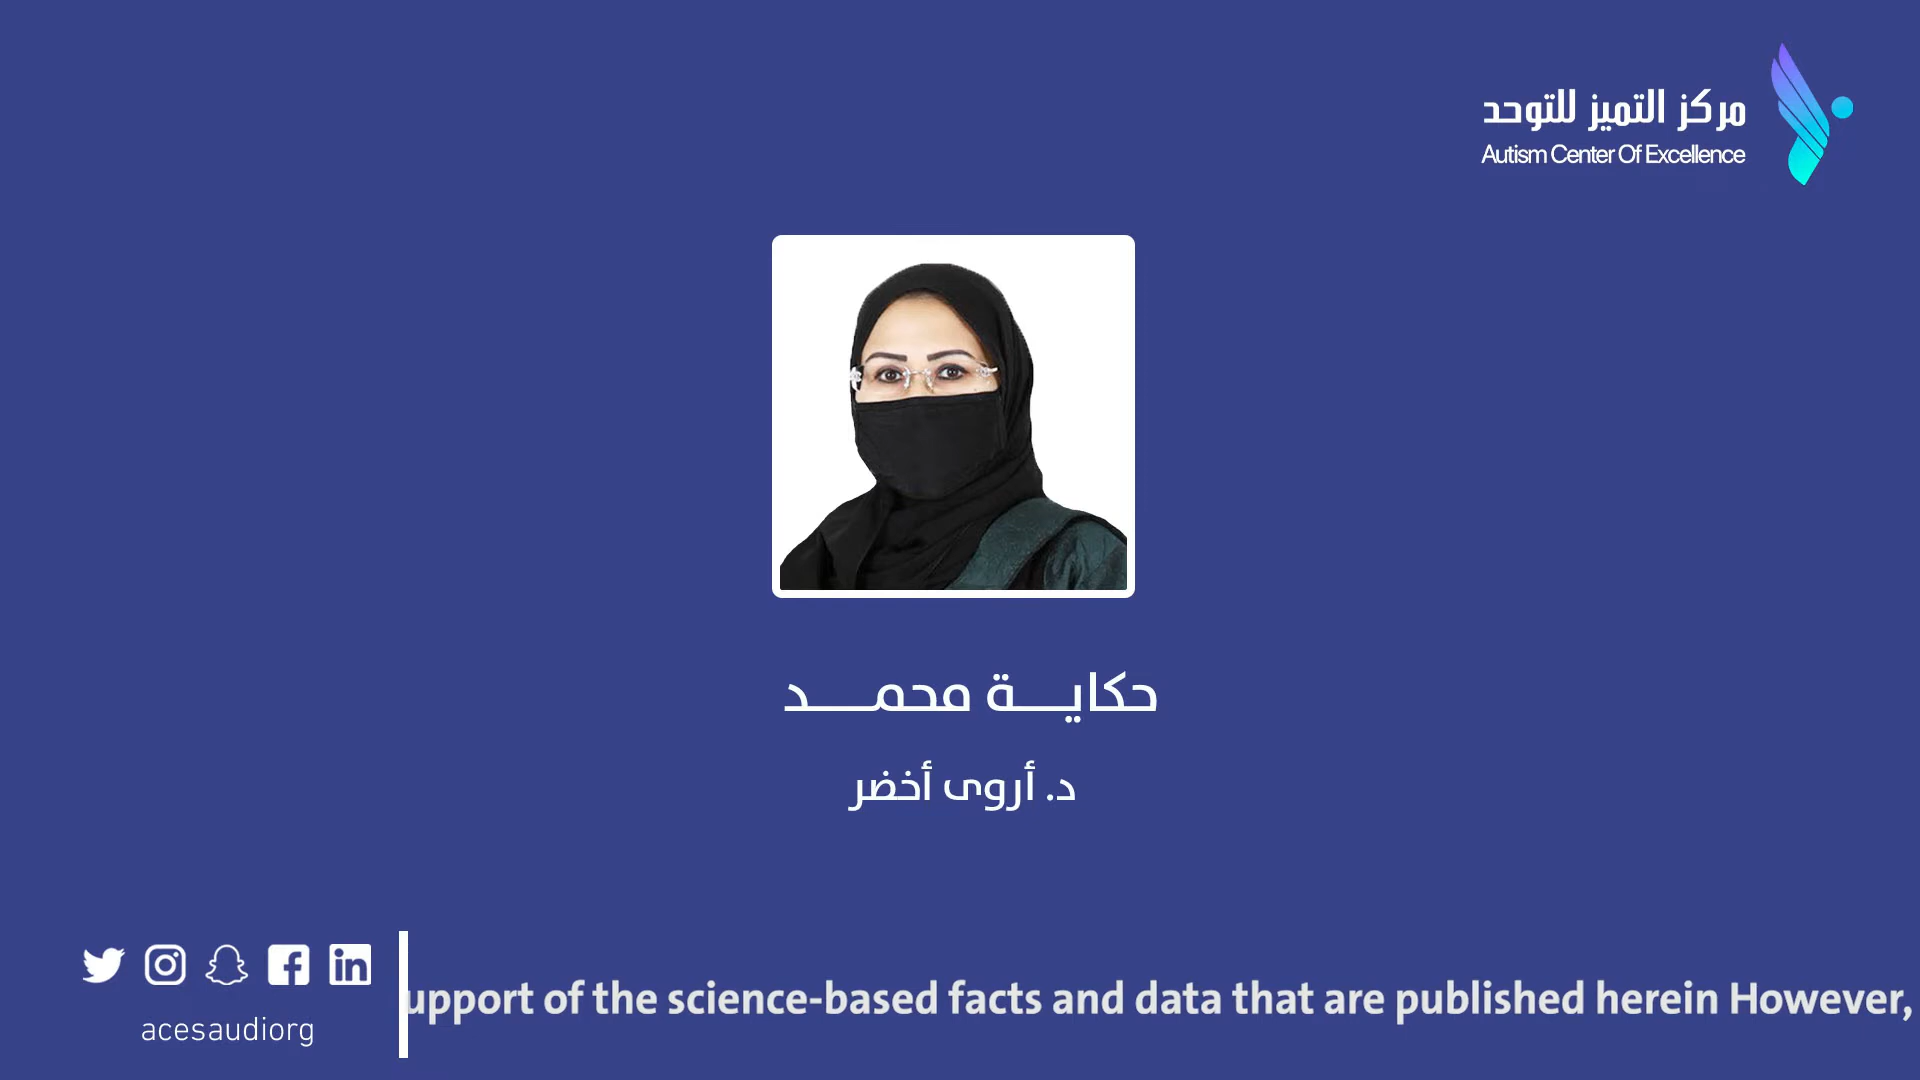 مركز التميز للتوحد
Autism Center Of Excellence
حكايـــة محمـــــد
د. أروى أخضر
upport of the science-based facts and data that are published herein However,
acesaudiorg